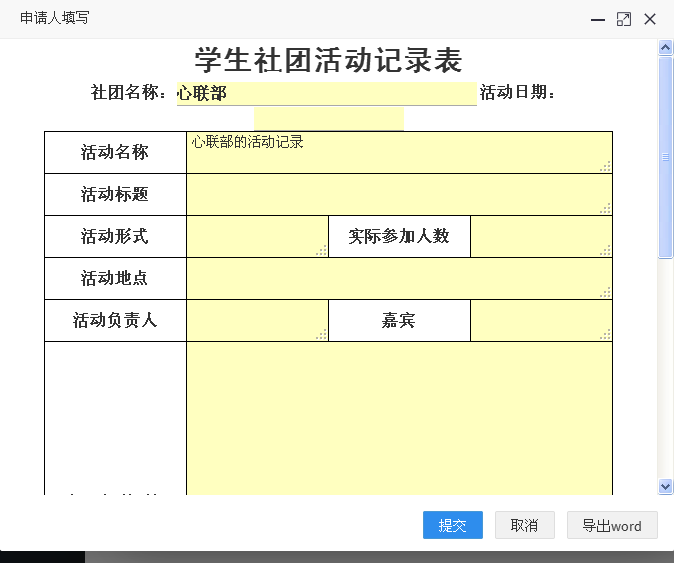 申请人填写
学生社团活动记录表
社团名称：心联部 活动日期：
活动名称 心联部的活动记录
活动标题
活动形式 实际参加人数
活动地点
活动负责人 嘉宾
提交 取消 导出word